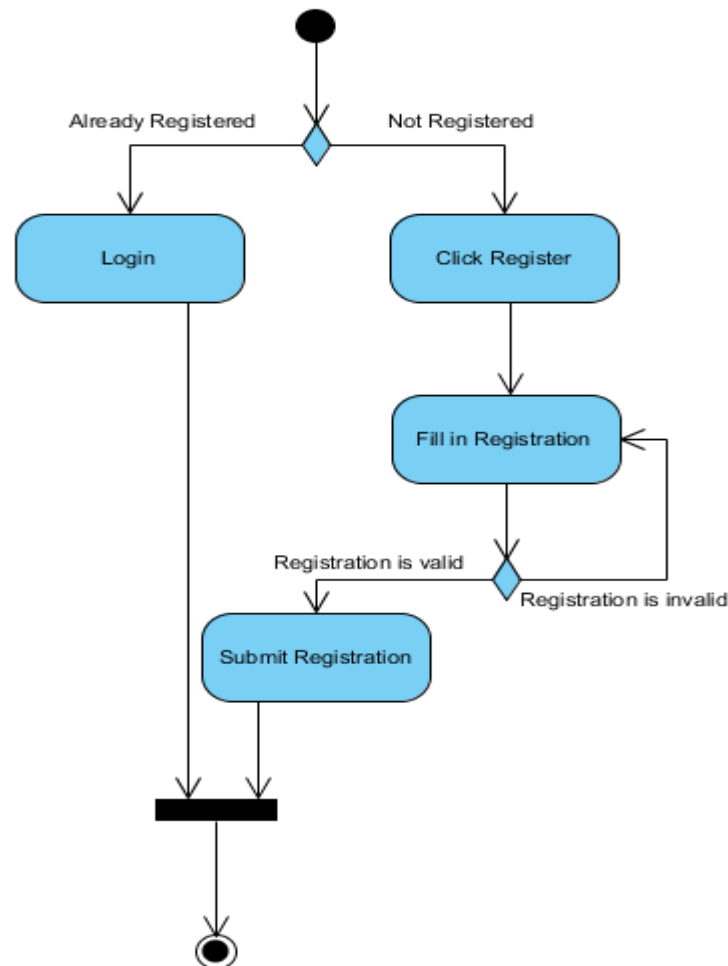 Already Registered
Not Registered
Login
Click Register
Fill in Registration
Registration is valid
Registration is invalid
Submit Registration